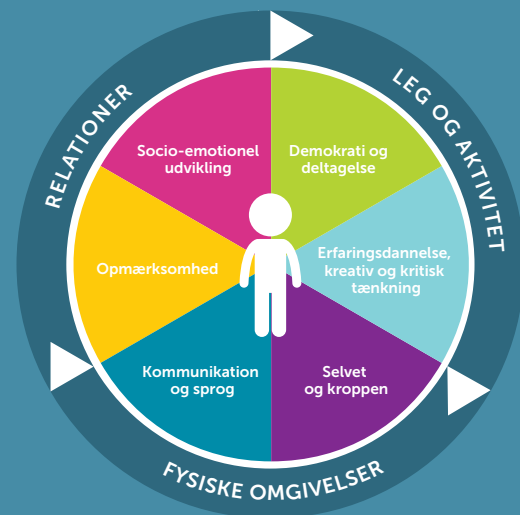 RELATIONER
LEG OG AKTIVITET
Socio-emotionel
udvikling
Demokrati og
deltagelse
Opmærksomhed
Erfaringsdannelse,
kreativ og kritisk
tænkning
Kommunikation
og sprog
Selvet
og kroppen
FYSISKE OMGIVELSER